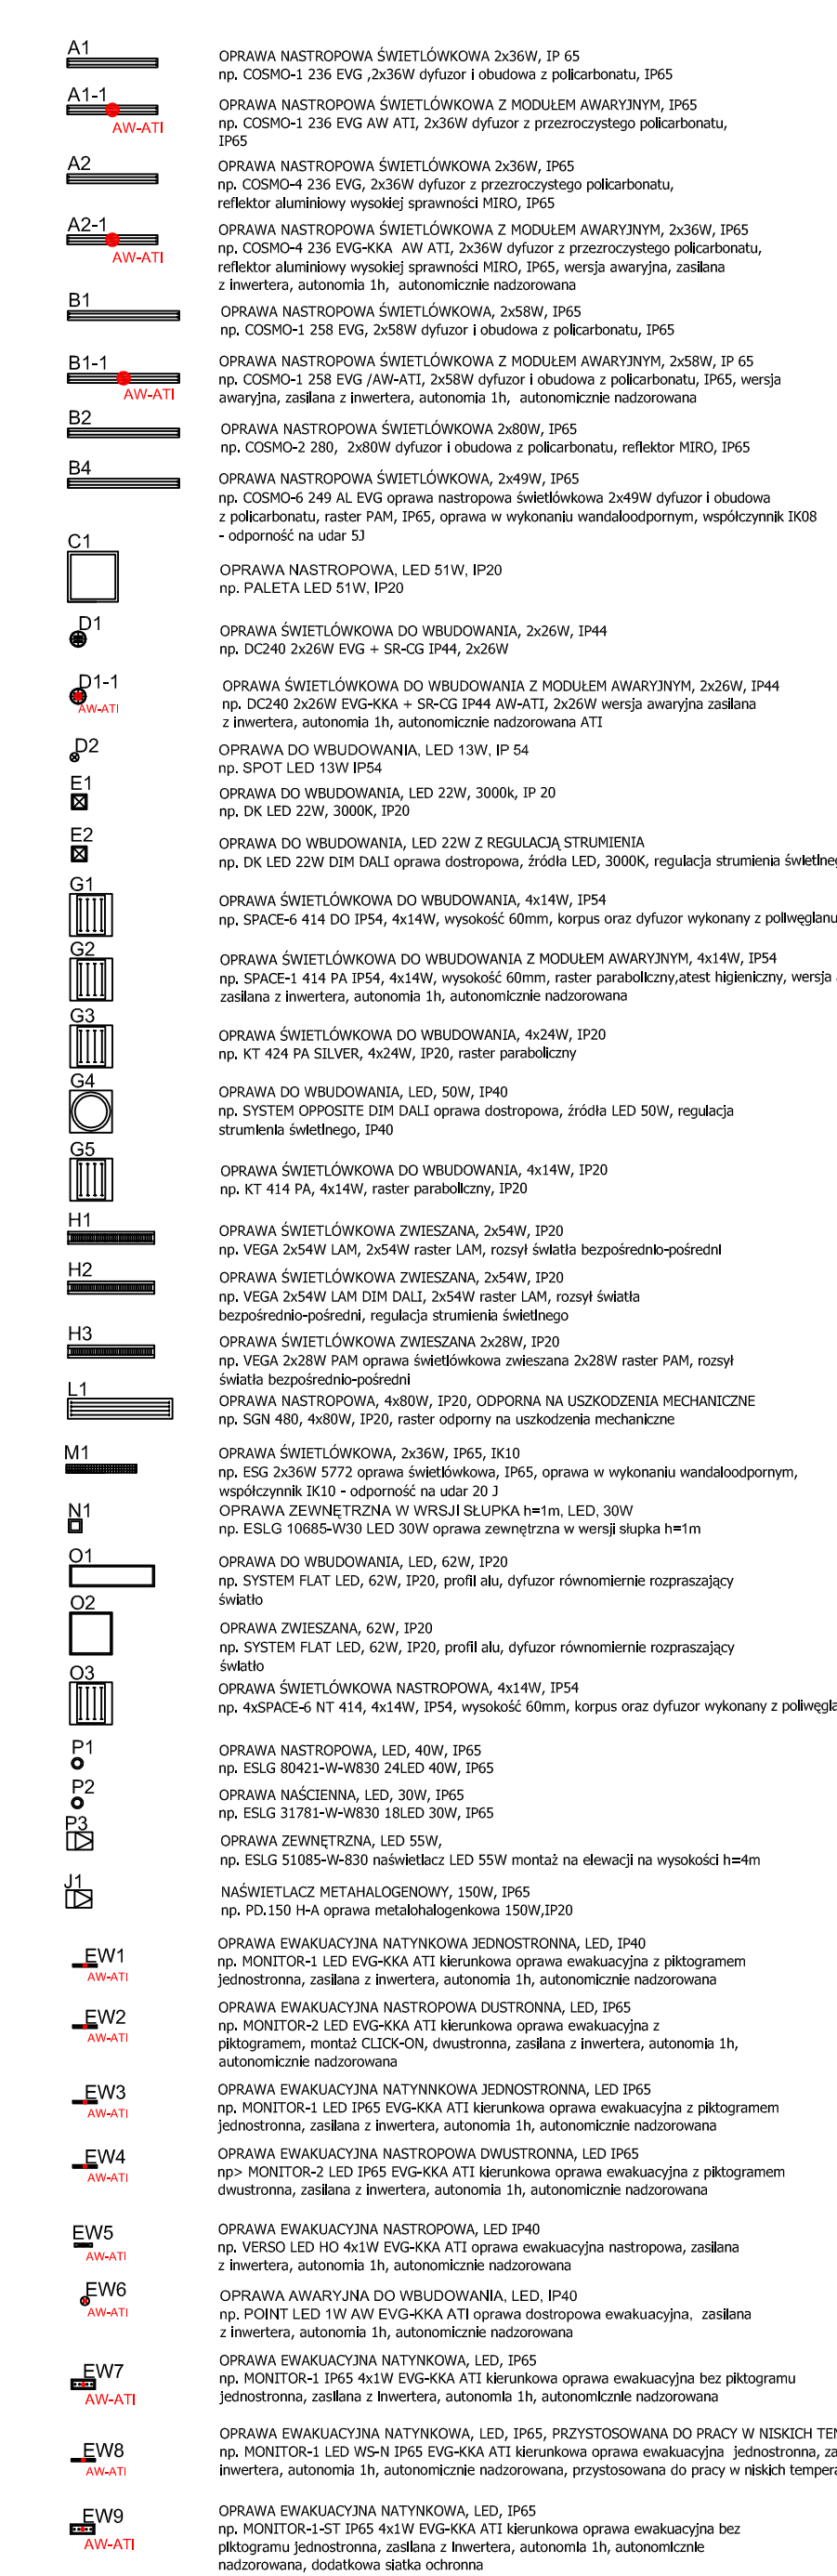 A1
OPRAWA NASTROPOWA ŚWIETLÓWKOWA 2x36W, IP 65
np. COSMO-1 236 EVG ,2x36W dyfuzor i obudowa z policarbonatu, IP65
A1-1
AW-ATI
OPRAWA NASTROPOWA ŚWIETLÓWKOWA Z MODUŁEM AWARYJNYM, IP65
np. COSMO-1 236 EVG AW ATI, 2x36W dyfuzor z przezroczystego policarbonatu,
IP65
A2
OPRAWA NASTROPOWA ŚWIETLÓWKOWA 2x36W, IP65
np. COSMO-4 236 EVG, 2x36W dyfuzor z przezroczystego policarbonatu,
reflektor aluminiowy wysokiej sprawności MIRO, IP65
A2-1
AW-ATI
OPRAWA NASTROPOWA ŚWIETLÓWKOWA Z MODUŁEM AWARYJNYM, 2x36W, IP65
np. COSMO-4 236 EVG-KKA AW ATI, 2x36W dyfuzor z przezroczystego policarbonatu,
reflektor aluminiowy wysokiej sprawności MIRO, IP65, wersja awaryjna, zasilana
z inwertera, autonomia 1h, autonomicznie nadzorowana
B1
OPRAWA NASTROPOWA ŚWIETLÓWKOWA, 2x58W, IP65
np. COSMO-1 258 EVG, 2x58W dyfuzor i obudowa z policarbonatu, IP65
B1-1
AW-ATI
OPRAWA NASTROPOWA ŚWIETLÓWKOWA Z MODUŁEM AWARYJNYM, 2x58W, IP 65
np. COSMO-1 258 EVG /AW-ATI, 2x58W dyfuzor i obudowa z policarbonatu, IP65, wersja
awaryjna, zasilana z inwertera, autonomia 1h, autonomicznie nadzorowana
B2
OPRAWA NASTROPOWA ŚWIETLÓWKOWA 2x80W, IP65
np. COSMO-2 280, 2x80W dyfuzor i obudowa z policarbonatu, reflektor MIRO, IP65
B4
OPRAWA NASTROPOWA ŚWIETLÓWKOWA, 2x49W, IP65
np. COSMO-6 249 AL EVG oprawa nastropowa świetlówkowa 2x49W dyfuzor i obudowa
z policarbonatu, raster PAM, IP65, oprawa w wykonaniu wandaloodpornym, współczynnik IK08
- odporność na udar 5J
C1
OPRAWA NASTROPOWA, LED 51W, IP20
np. PALETA LED 51W, IP20
D1
OPRAWA ŚWIETLÓWKOWA DO WBUDOWANIA, 2x26W, IP44
np. DC240 2x26W EVG + SR-CG IP44, 2x26W
D1-1
AW-ATI
OPRAWA ŚWIETLÓWKOWA DO WBUDOWANIA Z MODUŁEM AWARYJNYM, 2x26W, IP44
np. DC240 2x26W EVG-KKA + SR-CG IP44 AW-ATI, 2x26W wersja awaryjna zasilana
z inwertera, autonomia 1h, autonomicznie nadzorowana ATI
D2
OPRAWA DO WBUDOWANIA, LED 13W, IP 54
np. SPOT LED 13W IP54
E1
OPRAWA DO WBUDOWANIA, LED 22W, 3000k, IP 20
np. DK LED 22W, 3000K, IP20
E2
OPRAWA DO WBUDOWANIA, LED 22W Z REGULACJĄ STRUMIENIA
np. DK LED 22W DIM DALI oprawa dostropowa, źródła LED, 3000K, regulacja strumienia świetlneg
G1
OPRAWA ŚWIETLÓWKOWA DO WBUDOWANIA, 4x14W, IP54
np. SPACE-6 414 DO IP54, 4x14W, wysokość 60mm, korpus oraz dyfuzor wykonany z poliwęglanu
G2
OPRAWA ŚWIETLÓWKOWA DO WBUDOWANIA Z MODUŁEM AWARYJNYM, 4x14W, IP54
np. SPACE-1 414 PA IP54, 4x14W, wysokość 60mm, raster paraboliczny,atest higieniczny, wersja
zasilana z inwertera, autonomia 1h, autonomicznie nadzorowana
G3
OPRAWA ŚWIETLÓWKOWA DO WBUDOWANIA, 4x24W, IP20
np. KT 424 PA SILVER, 4x24W, IP20, raster paraboliczny
G4
OPRAWA DO WBUDOWANIA, LED, 50W, IP40
np. SYSTEM OPPOSITE DIM DALI oprawa dostropowa, źródła LED 50W, regulacja
strumienia świetlnego, IP40
G5
OPRAWA ŚWIETLÓWKOWA DO WBUDOWANIA, 4x14W, IP20
np. KT 414 PA, 4x14W, raster paraboliczny, IP20
H1
OPRAWA ŚWIETLÓWKOWA ZWIESZANA, 2x54W, IP20
np. VEGA 2x54W LAM, 2x54W raster LAM, rozsył światła bezpośrednio-pośredni
H2
OPRAWA ŚWIETLÓWKOWA ZWIESZANA, 2x54W, IP20
np. VEGA 2x54W LAM DIM DALI, 2x54W raster LAM, rozsył światła
bezpośrednio-pośredni, regulacja strumienia świetlnego
H3
OPRAWA ŚWIETLÓWKOWA ZWIESZANA 2x28W, IP20
np. VEGA 2x28W PAM oprawa świetlówkowa zwieszana 2x28W raster PAM, rozsył
światła bezpośrednio-pośredni
L1
OPRAWA NASTROPOWA, 4x80W, IP20, ODPORNA NA USZKODZENIA MECHANICZNE
np. SGN 480, 4x80W, IP20, raster odporny na uszkodzenia mechaniczne
M1
OPRAWA ŚWIETLÓWKOWA, 2x36W, IP65, IK10
np. ESG 2x36W 5772 oprawa świetlówkowa, IP65, oprawa w wykonaniu wandaloodpornym,
współczynnik IK10 - odporność na udar 20 J
N1
OPRAWA ZEWNĘTRZNA W WRSJI SŁUPKA h=1m, LED, 30W
np. ESLG 10685-W30 LED 30W oprawa zewnętrzna w wersji słupka h=1m
O1
OPRAWA DO WBUDOWANIA, LED, 62W, IP20
np. SYSTEM FLAT LED, 62W, IP20, profil alu, dyfuzor równomiernie rozpraszający
światło
O2
OPRAWA ZWIESZANA, 62W, IP20
np. SYSTEM FLAT LED, 62W, IP20, profil alu, dyfuzor równomiernie rozpraszający
światło
O3
OPRAWA ŚWIETLÓWKOWA NASTROPOWA, 4x14W, IP54
np. 4xSPACE-6 NT 414, 4x14W, IP54, wysokość 60mm, korpus oraz dyfuzor wykonany z poliwęgla
P1
OPRAWA NASTROPOWA, LED, 40W, IP65
np. ESLG 80421-W-W830 24LED 40W, IP65
P2
OPRAWA NAŚCIENNA, LED, 30W, IP65
np. ESLG 31781-W-W830 18LED 30W, IP65
P3
OPRAWA ZEWNĘTRZNA, LED 55W,
np. ESLG 51085-W-830 naświetlacz LED 55W montaż na elewacji na wysokości h=4m
J1
NAŚWIETLACZ METAHALOGENOWY, 150W, IP65
np. PD.150 H-A oprawa metalohalogenkowa 150W,IP20
EW1
AW-ATI
OPRAWA EWAKUACYJNA NATYNKOWA JEDNOSTRONNA, LED, IP40
np. MONITOR-1 LED EVG-KKA ATI kierunkowa oprawa ewakuacyjna z piktogramem
jednostronna, zasilana z inwertera, autonomia 1h, autonomicznie nadzorowana
EW2
AW-ATI
OPRAWA EWAKUACYJNA NASTROPOWA DUSTRONNA, LED, IP65
np. MONITOR-2 LED EVG-KKA ATI kierunkowa oprawa ewakuacyjna z
piktogramem, montaż CLICK-ON, dwustronna, zasilana z inwertera, autonomia 1h,
autonomicznie nadzorowana
EW3
AW-ATI
OPRAWA EWAKUACYJNA NATYNNKOWA JEDNOSTRONNA, LED IP65
np. MONITOR-1 LED IP65 EVG-KKA ATI kierunkowa oprawa ewakuacyjna z piktogramem
jednostronna, zasilana z inwertera, autonomia 1h, autonomicznie nadzorowana
EW4
AW-ATI
OPRAWA EWAKUACYJNA NASTROPOWA DWUSTRONNA, LED IP65
np> MONITOR-2 LED IP65 EVG-KKA ATI kierunkowa oprawa ewakuacyjna z piktogramem
dwustronna, zasilana z inwertera, autonomia 1h, autonomicznie nadzorowana
EW5
AW-ATI
OPRAWA EWAKUACYJNA NASTROPOWA, LED IP40
np. VERSO LED HO 4x1W EVG-KKA ATI oprawa ewakuacyjna nastropowa, zasilana
z inwertera, autonomia 1h, autonomicznie nadzorowana
EW6
AW-ATI
OPRAWA AWARYJNA DO WBUDOWANIA, LED, IP40
np. POINT LED 1W AW EVG-KKA ATI oprawa dostropowa ewakuacyjna, zasilana
z inwertera, autonomia 1h, autonomicznie nadzorowana
EW7
AW-ATI
OPRAWA EWAKUACYJNA NATYNKOWA, LED, IP65
np. MONITOR-1 IP65 4x1W EVG-KKA ATI kierunkowa oprawa ewakuacyjna bez piktogramu
jednostronna, zasilana z inwertera, autonomia 1h, autonomicznie nadzorowana
EW8
AW-ATI
OPRAWA EWAKUACYJNA NATYNKOWA, LED, IP65, PRZYSTOSOWANA DO PRACY W NISKICH TEM
np. MONITOR-1 LED WS-N IP65 EVG-KKA ATI kierunkowa oprawa ewakuacyjna jednostronna, za
inwertera, autonomia 1h, autonomicznie nadzorowana, przystosowana do pracy w niskich tempera
EW9
AW-ATI
OPRAWA EWAKUACYJNA NATYNKOWA, LED, IP65
np. MONITOR-1-ST IP65 4x1W EVG-KKA ATI kierunkowa oprawa ewakuacyjna bez
piktogramu jednostronna, zasilana z inwertera, autonomia 1h, autonomicznie
nadzorowana, dodatkowa siatka ochronna